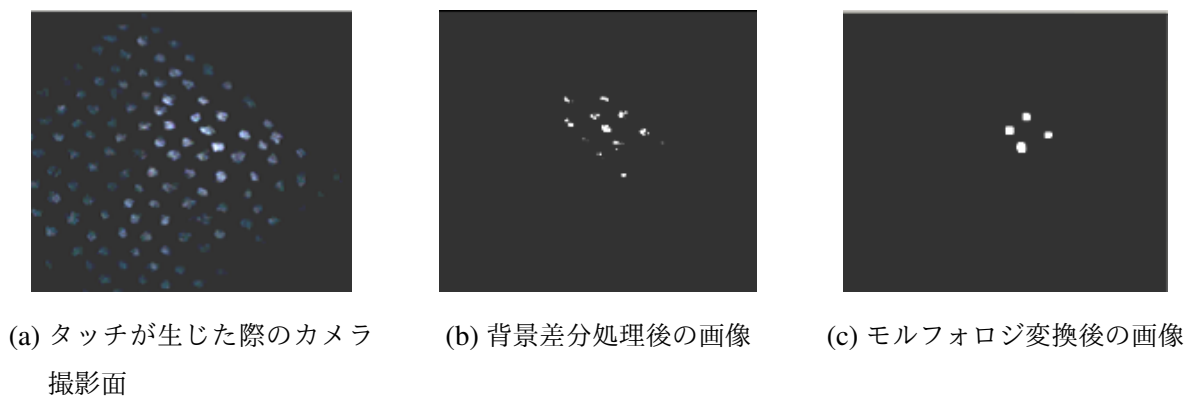 (a) タッチが生じた際のカメラ
撮影面
(b) 背景差分処理後の画像
(c) モルフォロジ変換後の画像